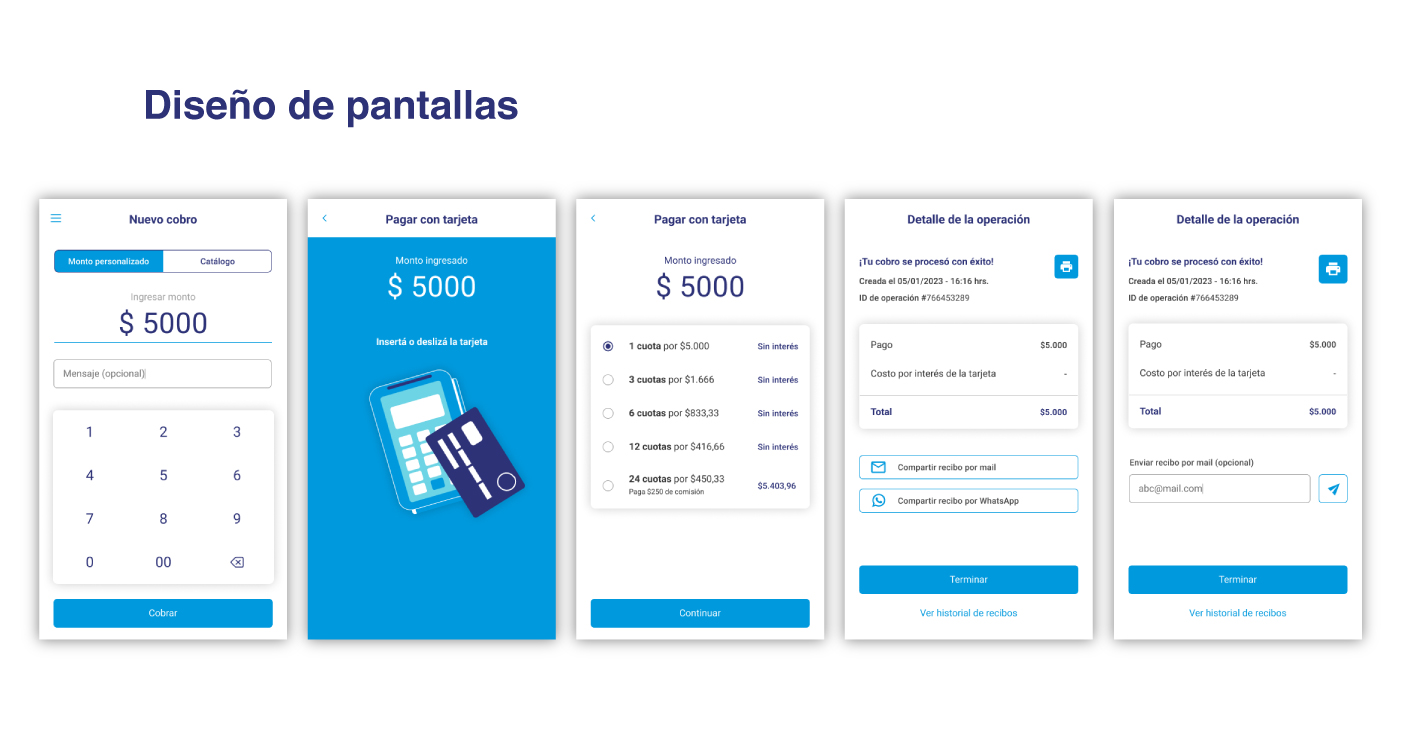 Diseño de pantallas
Nuevo cobro
Monto personalizado
Catálogo
Ingresar monto
$ 5000
Mensaje (opcional)
1 2 3
4 5 6
7 8 9
0 00
Cobrar
Pagar con tarjeta
Monto ingresado
$ 5000
Insertá o deslizá la tarjeta
Pagar con tarjeta
Monto ingresado
$ 5000
1 cuota por $5.000 Sin interés
3 cuotas por $1.666 Sin interés
6 cuotas por $833,33 Sin interés
12 cuotas por $416,66 Sin interés
24 cuotas por $450,33 $5.403,96
Paga $250 de comisión
Continuar
Detalle de la operación
¡Tu cobro se procesó con éxito!
Creada el 05/01/2023 - 16:16 hrs.
ID de operación #766453289
Pago $5.000
Costo por interés de la tarjeta -
Total $5.000
Compartir recibo por mail
Compartir recibo por WhatsApp
Terminar
Ver historial de recibos
Detalle de la operación
¡Tu cobro se procesó con éxito!
Creada el 05/01/2023 - 16:16 hrs.
ID de operación #766453289
Pago $5.000
Costo por interés de la tarjeta -
Total $5.000
Enviar recibo por mail (opcional)
abc@mail.com
Terminar
Ver historial de recibos